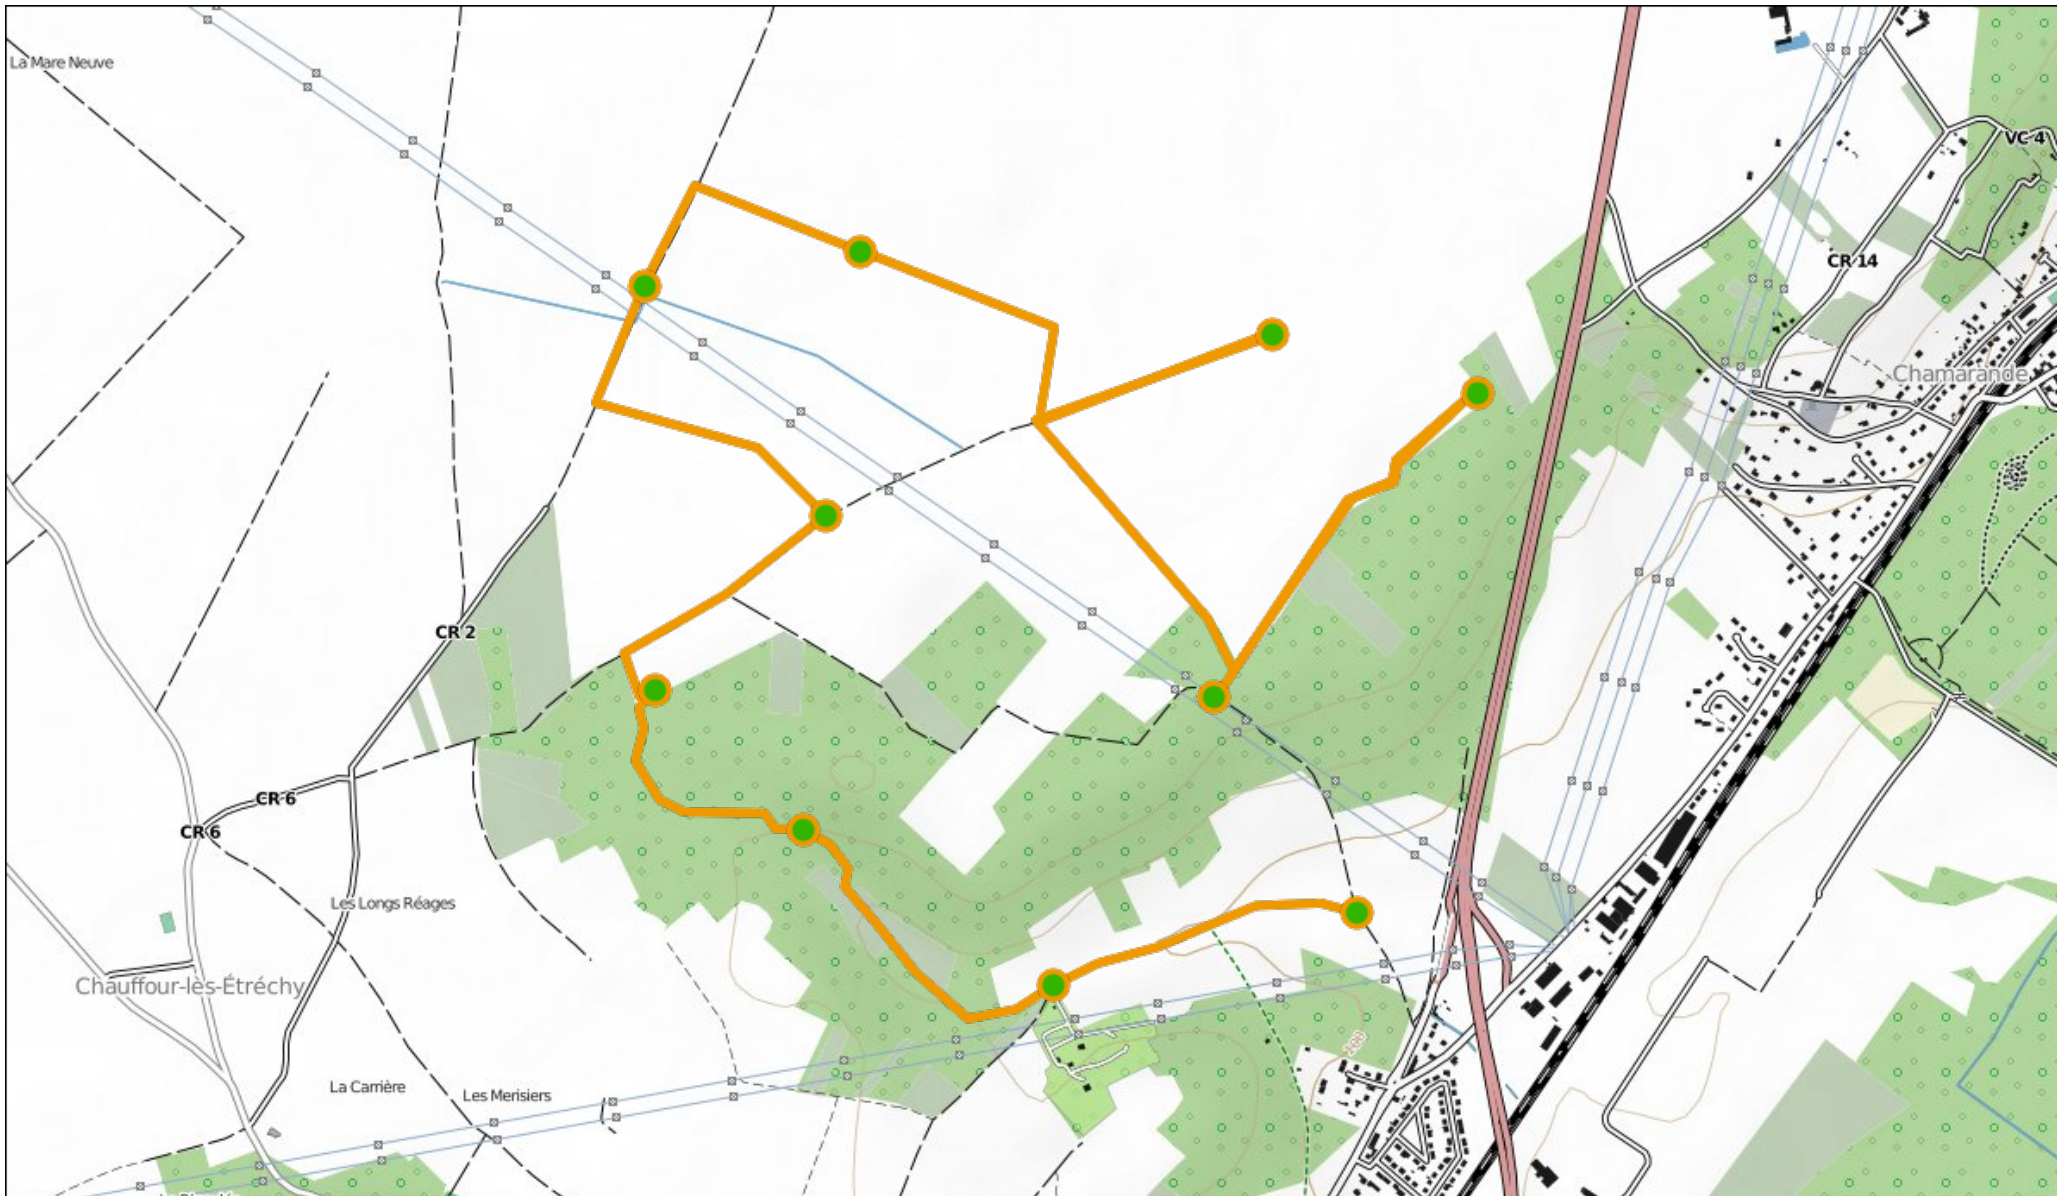 La Mare Neuve
VC 4
CR 14
Chamarande
CR 2
CR 6
CR 6
Les Longs Réages
Chauffour-lès-Étréchy
108
La Carrière
Les Merisiers